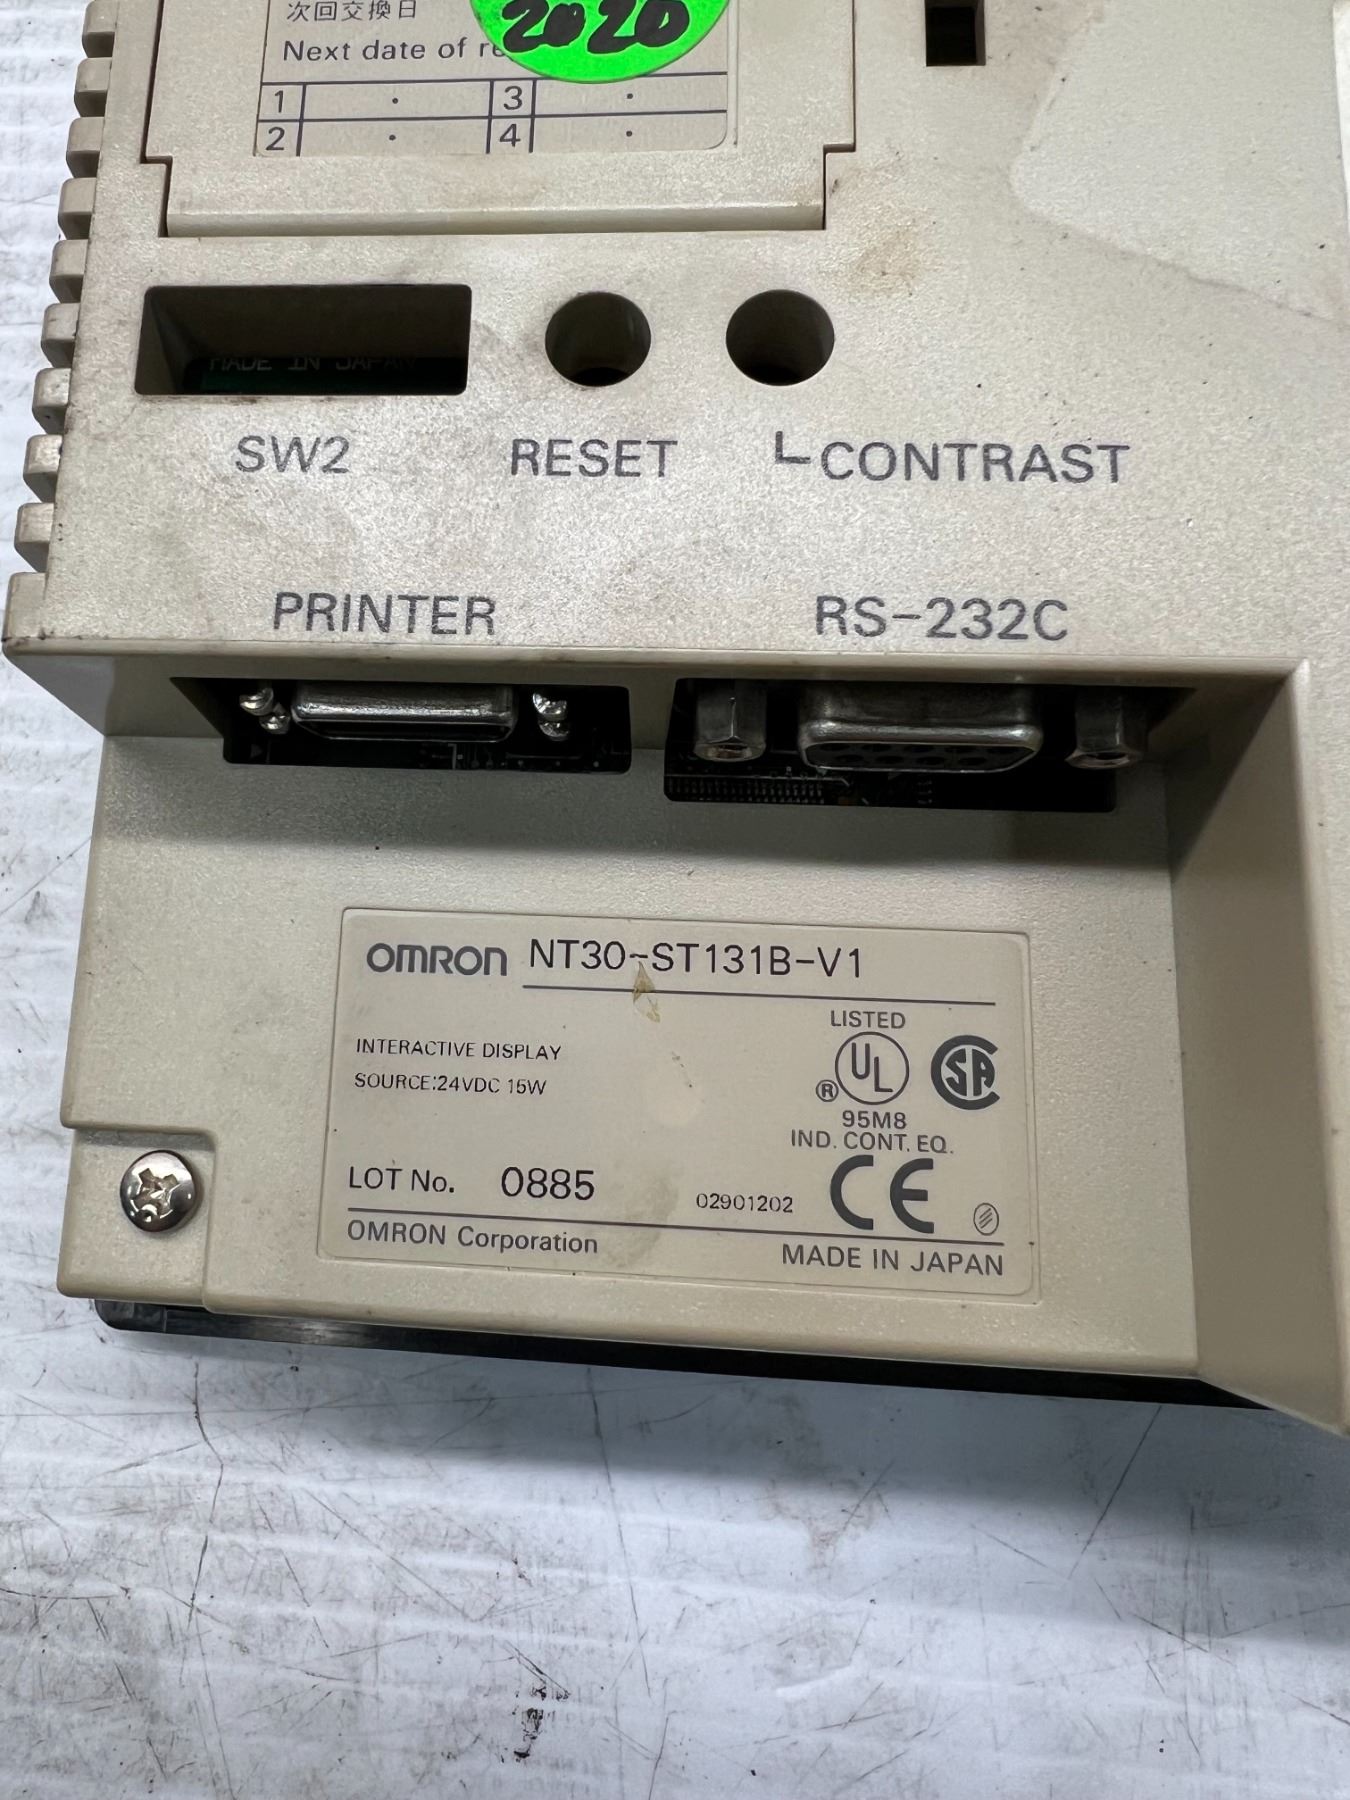 次回交換日
2020
Next date of
1 · 3 ·
2 · 4 ·
MADE IN JAPAN
SW2 RESET CONTRAST
PRINTER RS-232C
OMRON NT30-ST131B-V1
LISTED
INTERACTIVE DISPLAY
UL SA
SOURCE:24VDC 15W
®
95M8
IND. CONT. EQ.
LOT No. 0885 02901202 CE
OMRON Corporation MADE IN JAPAN